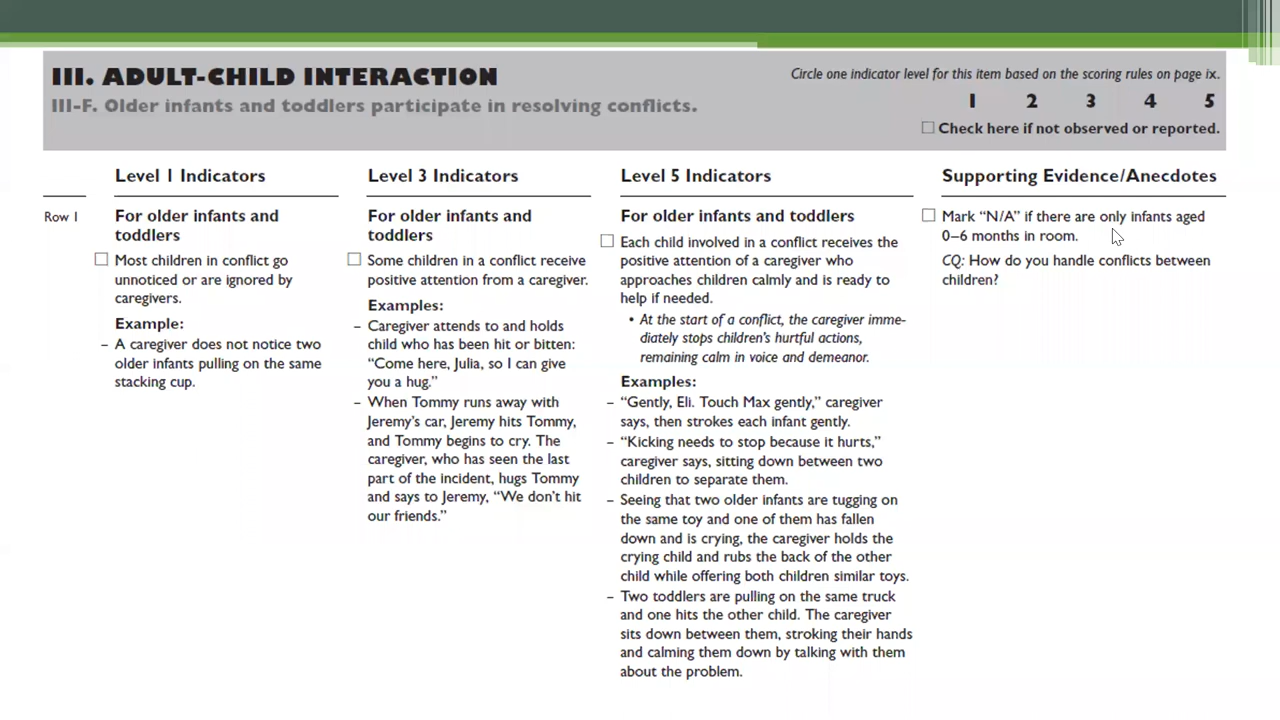 III. ADULT-CHILD INTERACTION
Circle one indicator level for this item based on the scoring rules on page ix.
III-F. Older infants and toddlers participate in resolving conflicts.
1 2 3 4 5
Check here if not observed or reported.
Level 1 Indicators
Level 3 Indicators
Level 5 Indicators
Supporting Evidence/Anecdotes
Row 1
For older infants and
toddlers
Most children in conflict go
unnoticed or are ignored by
caregivers.
Example:
– A caregiver does not notice two
older infants pulling on the same
stacking cup.
For older infants and
toddlers
Some children in a conflict receive
positive attention from a caregiver.
Examples:
– Caregiver attends to and holds
child who has been hit or bitten:
“Come here, Julia, so I can give
you a hug.”
– When Tommy runs away with
Jeremy’s car, Jeremy hits Tommy,
and Tommy begins to cry. The
caregiver, who has seen the last
part of the incident, hugs Tommy
and says to Jeremy, “We don’t hit
our friends.”
For older infants and toddlers
Each child involved in a conflict receives the
positive attention of a caregiver who
approaches children calmly and is ready to
help if needed.
• At the start of a conflict, the caregiver imme-
diately stops children’s hurtful actions,
remaining calm in voice and demeanor.
Examples:
– “Gently, Eli. Touch Max gently,” caregiver
says, then strokes each infant gently.
– “Kicking needs to stop because it hurts,”
caregiver says, sitting down between two
children to separate them.
– Seeing that two older infants are tugging on
the same toy and one of them has fallen
down and is crying, the caregiver holds the
crying child and rubs the back of the other
child while offering both children similar toys.
– Two toddlers are pulling on the same truck
and one hits the other child. The caregiver
sits down between them, stroking their hands
and calming them down by talking with them
about the problem.
Mark “N/A” if there are only infants aged
0–6 months in room.
CQ: How do you handle conflicts between
children?